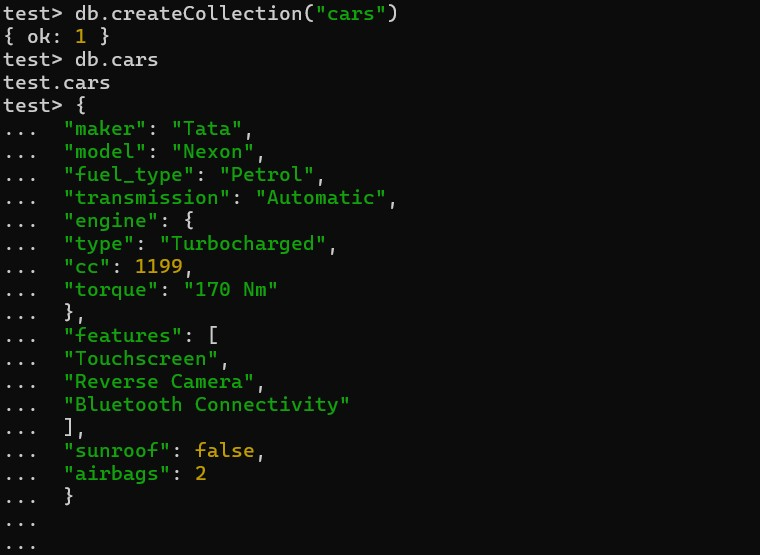 test> db.createCollection("cars")
{ ok: 1 }
test> db.cars
test.cars
test> {
...  "maker": "Tata",
...  "model": "Nexon",
...  "fuel_type": "Petrol",
...  "transmission": "Automatic",
...  "engine": {
...  "type": "Turbocharged",
...  "cc": 1199,
...  "torque": "170 Nm"
...  },
...  "features": [
...  "Touchscreen",
...  "Reverse Camera",
...  "Bluetooth Connectivity"
...  ],
...  "sunroof": false,
...  "airbags": 2
...  }
...
...